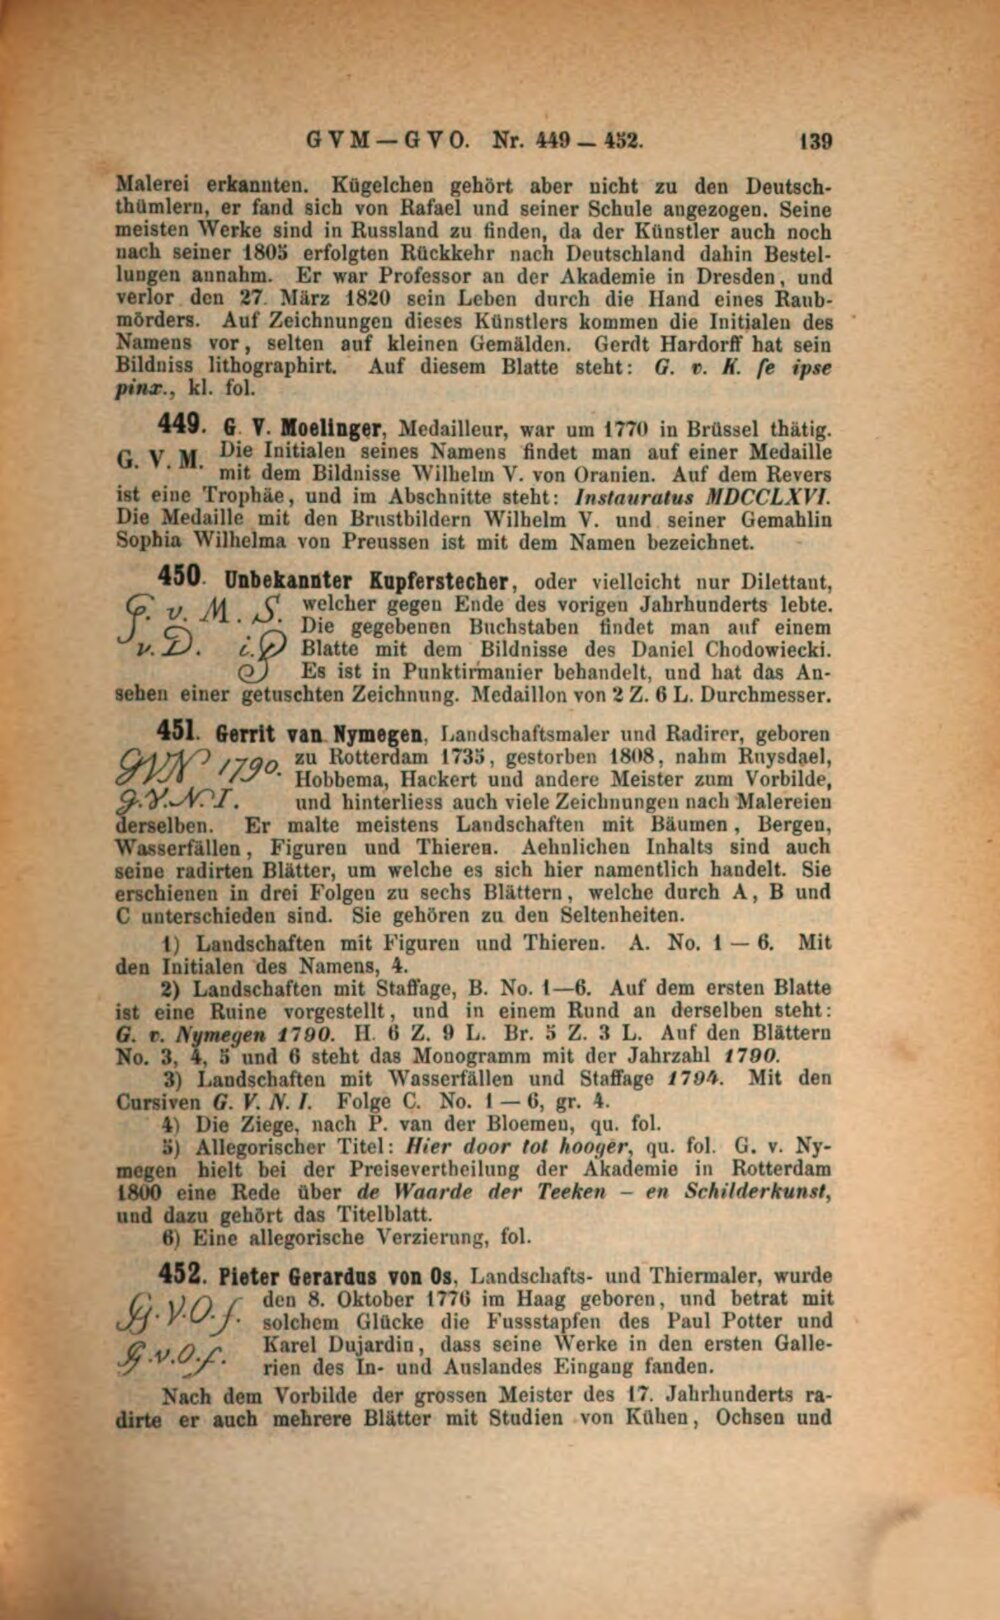 GVM — GVO. Nr. 449 — 452. 139
Malerei erkannten. Kügelchen gehört aber nicht zu den Deutsch-
thümlern, er fand sich von Rafael und seiner Schule angezogen. Seine
meisten Werke sind in Russland zu finden, da der Künstler auch noch
nach seiner 1805 erfolgten Rückkehr nach Deutschland dahin Bestel-
lungen annahm. Er war Professor an der Akademie in Dresden, und
verlor den 27. März 1820 sein Leben durch die Hand eines Raub-
mörders. Auf Zeichnungen dieses Künstlers kommen die Initialen des
Namens vor, selten auf kleinen Gemälden. Gerdt Hardorff hat sein
Bildniss lithographirt. Auf diesem Blatte steht: G. v. K. ſe ipse
pinx., kl. fol.
449. G. V. Moelinger, Medailleur, war um 1770 in Brüssel thätig.
G. V. M. Die Initialen seines Namens findet man auf einer Medaille
mit dem Bildnisse Wilhelm V. von Oranien. Auf dem Revers
ist eine Trophäe, und im Abschnitte steht: Instauratus MDCCLXVI.
Die Medaille mit den Brustbildern Wilhelm V. und seiner Gemahlin
Sophia Wilhelma von Preussen ist mit dem Namen bezeichnet.
450. Unbekannter Kupferstecher, oder vielleicht nur Dilettant,
G. v. M. S. welcher gegen Ende des vorigen Jahrhunderts lebte.
Die gegebenen Buchstaben findet man auf einem
v. D. Blatte mit dem Bildnisse des Daniel Chodowiecki.
Es ist in Punktirmanier behandelt, und hat das An-
sehen einer getuschten Zeichnung. Medaillon von 2 Z. 6 L. Durchmesser.
451. Gerrit van Nymegen, Landschaftsmaler und Radirer, geboren
GVN 1790. zu Rotterdam 1735, gestorben 1808, nahm Ruysdael,
Hobbema, Hackert und andere Meister zum Vorbilde,
g. V. N. I. und hinterliess auch viele Zeichnungen nach Malereien
derselben. Er malte meistens Landschaften mit Bäumen, Bergen,
Wasserfällen, Figuren und Thieren. Aehnlichen Inhalts sind auch
seine radirten Blätter, um welche es sich hier namentlich handelt. Sie
erschienen in drei Folgen zu sechs Blättern, welche durch A, B und
C unterschieden sind. Sie gehören zu den Seltenheiten.
1) Landschaften mit Figuren und Thieren. A. No. 1 — 6. Mit
den Initialen des Namens, 4.
2) Landschaften mit Staffage, B. No. 1—6. Auf dem ersten Blatte
ist eine Ruine vorgestellt, und in einem Rund an derselben steht:
G. v. Nymegen 1790. H. 6 Z. 9 L. Br. 5 Z. 3 L. Auf den Blättern
No. 3, 4, 5 und 6 steht das Monogramm mit der Jahrzahl 1790.
3) Landschaften mit Wasserfällen und Staffage 1794. Mit den
Cursiven G. V. N. I. Folge C. No. 1 — 6, gr. 4.
4) Die Ziege, nach P. van der Bloemen, qu. fol.
5) Allegorischer Titel: Hier door tot hooger, qu. fol. G. v. Ny-
megen hielt bei der Preisevertheilung der Akademie in Rotterdam
1800 eine Rede über de Waarde der Teeken - en Schilderkunst,
und dazu gehört das Titelblatt.
6) Eine allegorische Verzierung, fol.
452. Pieter Gerardus von Os, Landschafts- und Thiermaler, wurde
G. V. O. f. den 8. Oktober 1776 im Haag geboren, und betrat mit
solchem Glücke die Fussstapfen des Paul Potter und
G. v. O. f. Karel Dujardin, dass seine Werke in den ersten Galle-
rien des In- und Auslandes Eingang fanden.
Nach dem Vorbilde der grossen Meister des 17. Jahrhunderts ra-
dirte er auch mehrere Blätter mit Studien von Kühen, Ochsen und